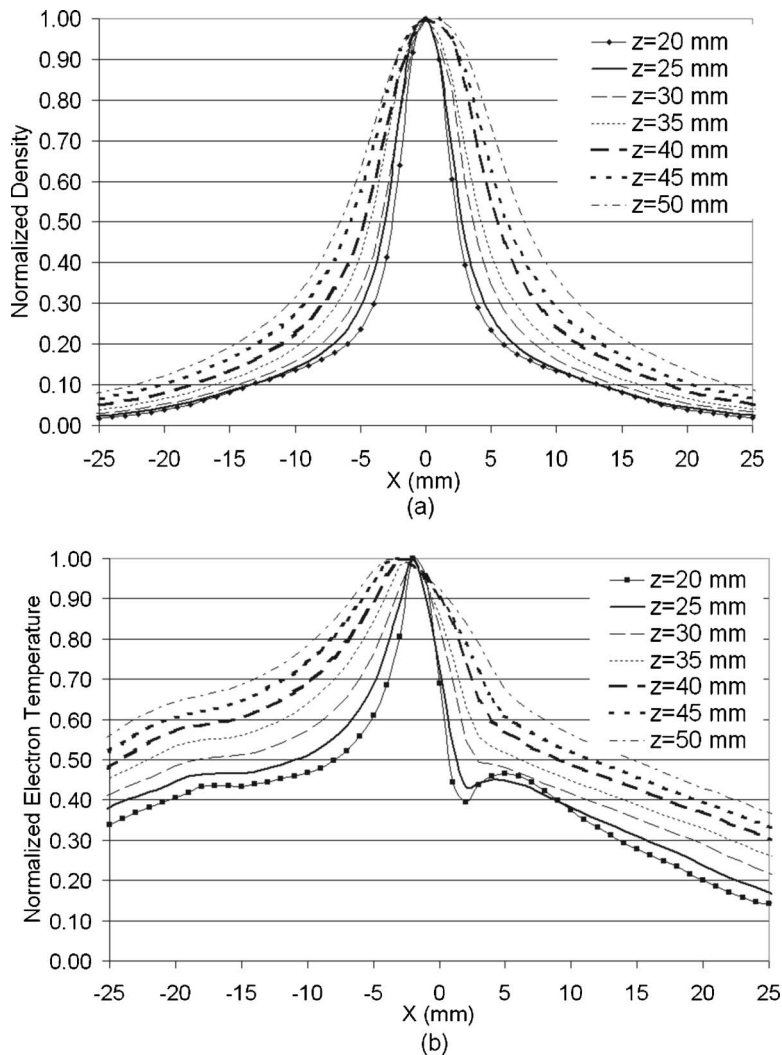 1.00
0.90
0.80
0.70
0.60
0.50
0.40
0.30
0.20
0.10
0.00
Normalized Density
z=20 mm
z=25 mm
z=30 mm
z=35 mm
z=40 mm
z=45 mm
z=50 mm
-25 -20 -15 -10 -5 0 5 10 15 20 25
X (mm)
(a)
1.00
0.90
0.80
0.70
0.60
0.50
0.40
0.30
0.20
0.10
0.00
Normalized Electron Temperature
z=20 mm
z=25 mm
z=30 mm
z=35 mm
z=40 mm
z=45 mm
z=50 mm
-25 -20 -15 -10 -5 0 5 10 15 20 25
X (mm)
(b)